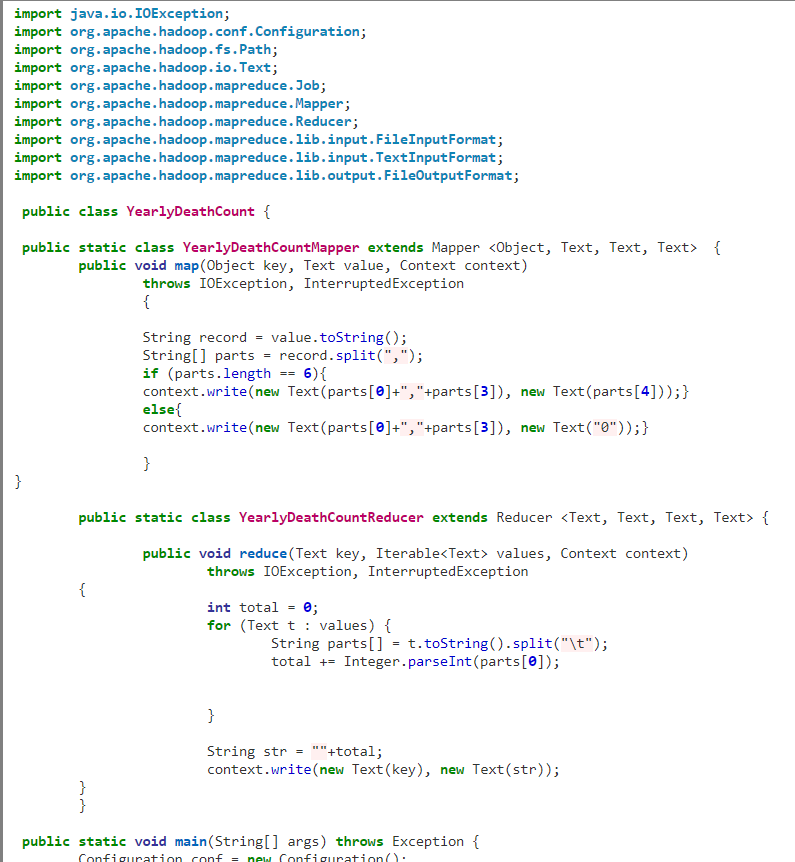 import java.io.IOException;
import org.apache.hadoop.conf.Configuration;
import org.apache.hadoop.fs.Path;
import org.apache.hadoop.io.Text;
import org.apache.hadoop.mapreduce.Job;
import org.apache.hadoop.mapreduce.Mapper;
import org.apache.hadoop.mapreduce.Reducer;
import org.apache.hadoop.mapreduce.lib.input.FileInputFormat;
import org.apache.hadoop.mapreduce.lib.input.TextInputFormat;
import org.apache.hadoop.mapreduce.lib.output.FileOutputFormat;

 public class YearlyDeathCount {

 public static class YearlyDeathCountMapper extends Mapper <Object, Text, Text, Text>  {
        public void map(Object key, Text value, Context context)
                throws IOException, InterruptedException
                {

                String record = value.toString();
                String[] parts = record.split(",");
                if (parts.length == 6){
                context.write(new Text(parts[0]+","+parts[3]), new Text(parts[4]));}
                else{
                context.write(new Text(parts[0]+","+parts[3]), new Text("0"));}

                }
}

        public static class YearlyDeathCountReducer extends Reducer <Text, Text, Text, Text> {

                public void reduce(Text key, Iterable<Text> values, Context context)
                        throws IOException, InterruptedException
        {
                        int total = 0;
                        for (Text t : values) {
                                String parts[] = t.toString().split("\t");
                                total += Integer.parseInt(parts[0]);


                        }

                        String str = ""+total;
                        context.write(new Text(key), new Text(str));
        }
        }

 public static void main(String[] args) throws Exception {
        Configuration conf = new Configuration();